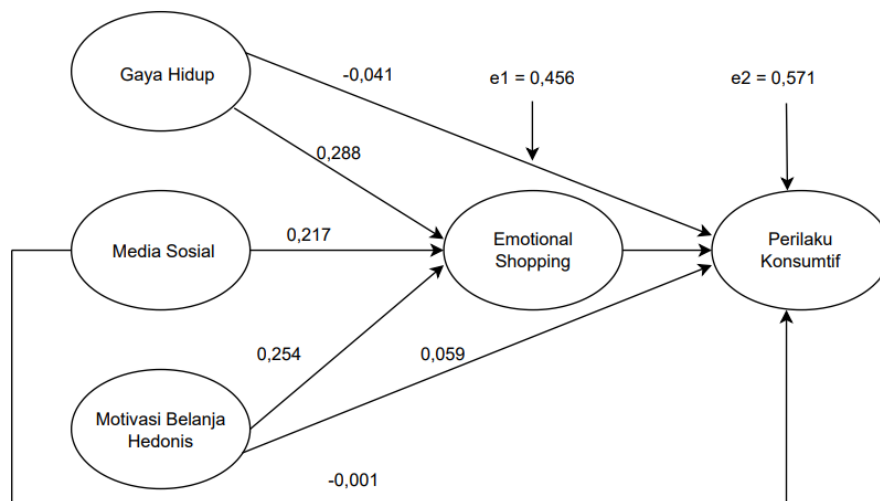 Gaya Hidup
-0,041
e1 = 0,456
e2 = 0,571
0,288
Media Sosial
0,217
Emotional
Shopping
Perilaku
Konsumtif
0,254
0,059
Motivasi Belanja
Hedonis
-0,001